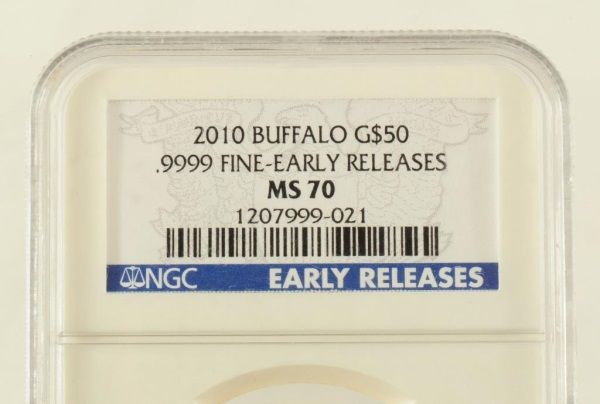 2010 BUFFALO G$50
.9999 FINE-EARLY RELEASES
MS 70
1207999-021
NGC EARLY RELEASES